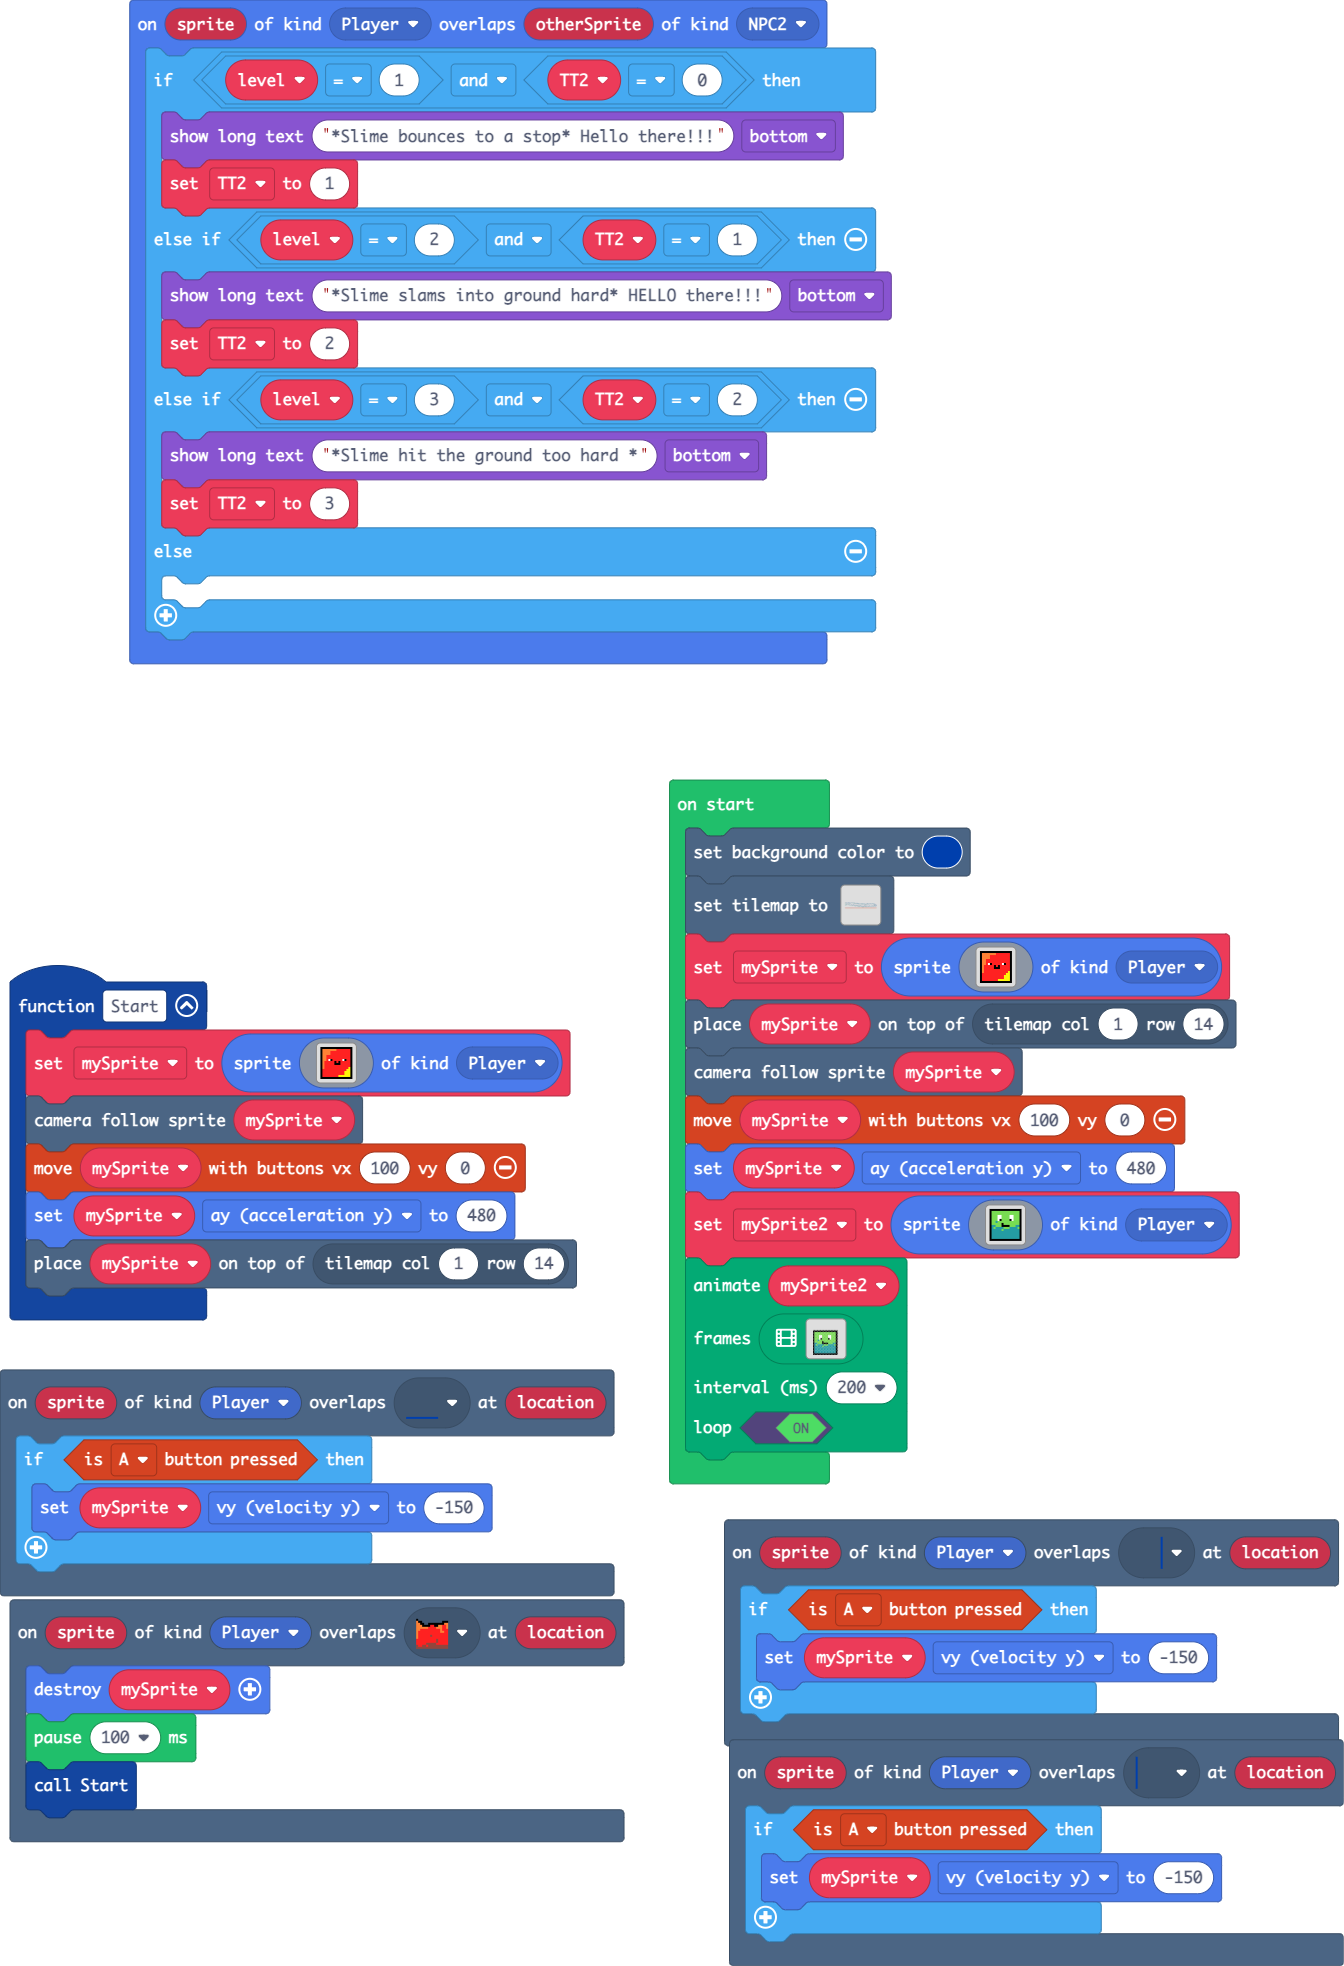 on sprite of kind Player overlaps otherSprite of kind NPC2
if level = 1 and TT2 = 0 then
show long text "*Slime bounces to a stop* Hello there!!!" bottom
set TT2 to 1
else if level = 2 and TT2 = 1 then
show long text "*Slime slams into ground hard* HELLO there!!!" bottom
set TT2 to 2
else if level = 3 and TT2 = 2 then
show long text "*Slime hit the ground too hard *" bottom
set TT2 to 3
else
on start
set background color to
set tilemap to
set mySprite to sprite of kind Player
place mySprite on top of tilemap col 1 row 14
camera follow sprite mySprite
move mySprite with buttons vx 100 vy 0
set mySprite ay (acceleration y) to 480
set mySprite2 to sprite of kind Player
animate mySprite2
frames
interval (ms) 200
loop ON
function Start
set mySprite to sprite of kind Player
camera follow sprite mySprite
move mySprite with buttons vx 100 vy 0
set mySprite ay (acceleration y) to 480
place mySprite on top of tilemap col 1 row 14
on sprite of kind Player overlaps at location
if is A button pressed then
set mySprite vy (velocity y) to -150
on sprite of kind Player overlaps at location
destroy mySprite
pause 100 ms
call Start
on sprite of kind Player overlaps at location
if is A button pressed then
set mySprite vy (velocity y) to -150
on sprite of kind Player overlaps at location
if is A button pressed then
set mySprite vy (velocity y) to -150